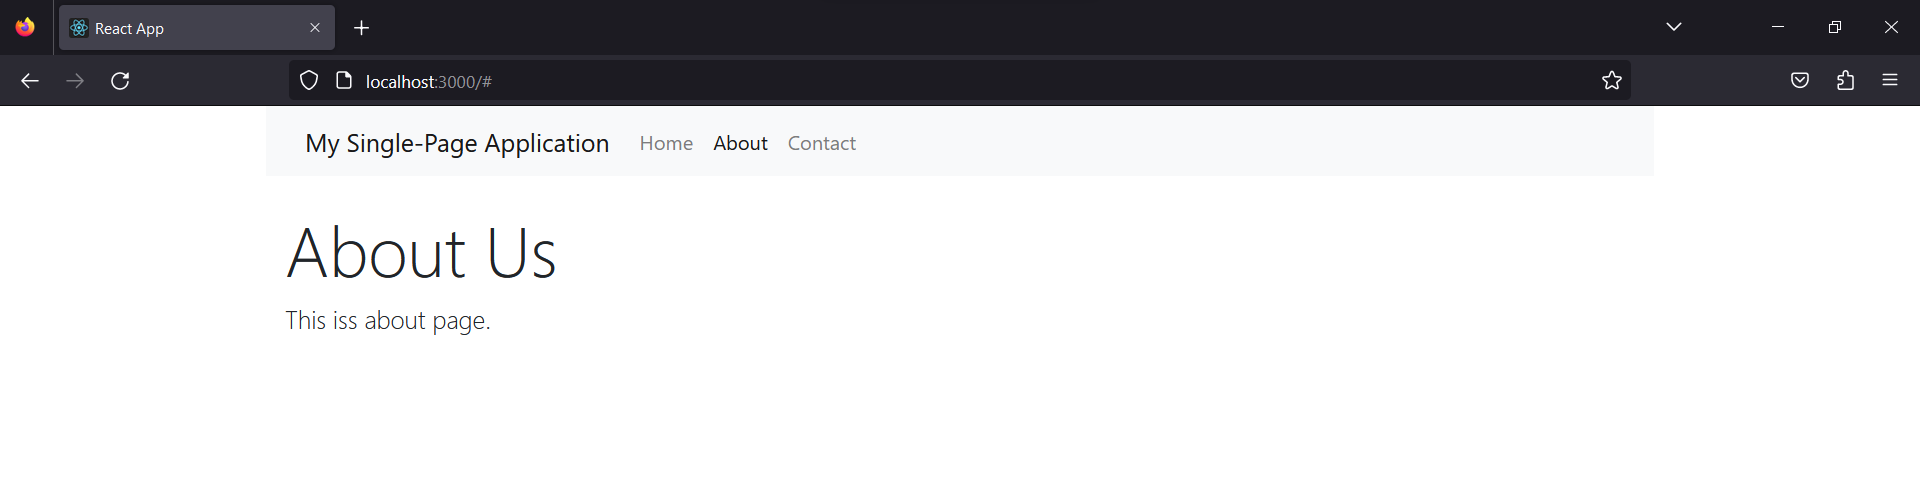 React App
localhost:3000/#
My Single-Page Application Home About Contact
About Us
This iss about page.